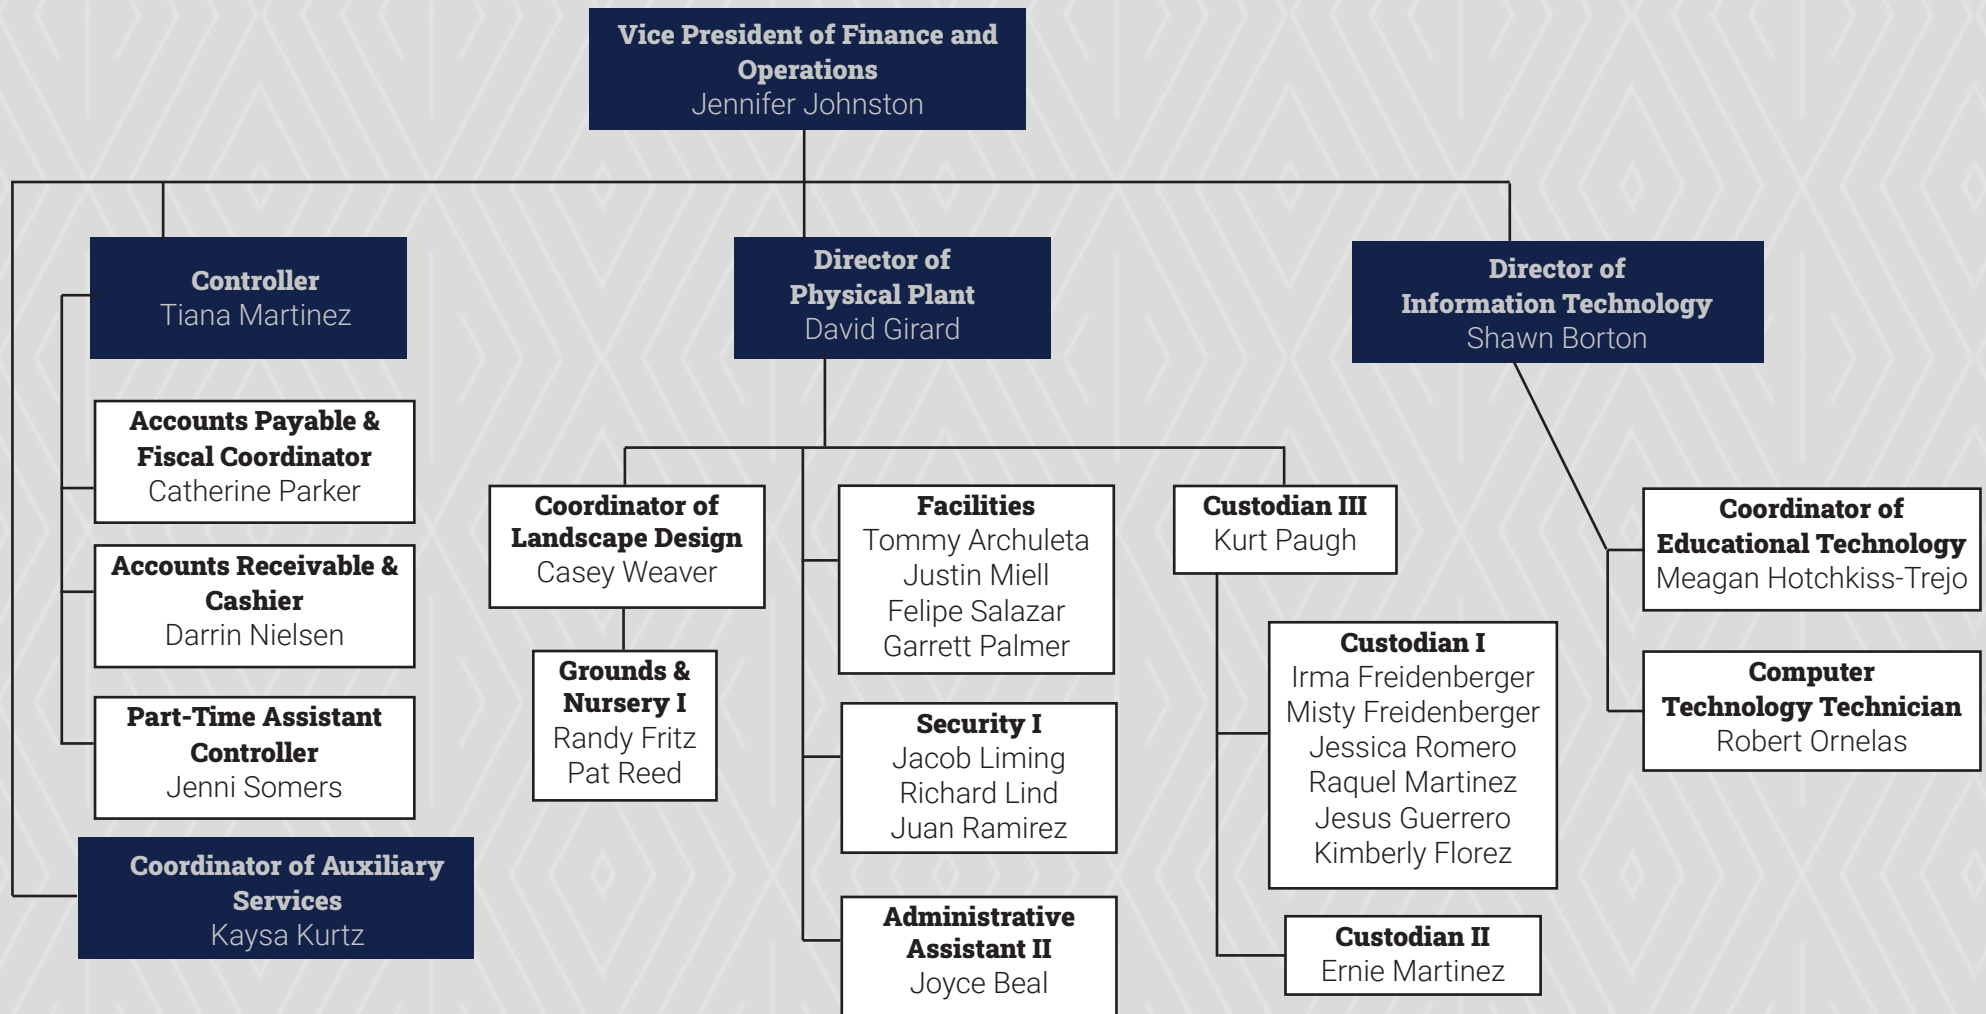 Vice President of Finance and
Operations
Jennifer Johnston
Controller
Tiana Martinez
Accounts Payable &
Fiscal Coordinator
Catherine Parker
Accounts Receivable &
Cashier
Darrin Nielsen
Part-Time Assistant
Controller
Jenni Somers
Coordinator of Auxiliary
Services
Kaysa Kurtz
Director of
Physical Plant
David Girard
Coordinator of
Landscape Design
Casey Weaver
Grounds &
Nursery I
Randy Fritz
Pat Reed
Facilities
Tommy Archuleta
Justin Miell
Felipe Salazar
Garrett Palmer
Security I
Jacob Liming
Richard Lind
Juan Ramirez
Administrative
Assistant II
Joyce Beal
Custodian III
Kurt Paugh
Custodian I
Irma Freidenberger
Misty Freidenberger
Jessica Romero
Raquel Martinez
Jesus Guerrero
Kimberly Florez
Custodian II
Ernie Martinez
Director of
Information Technology
Shawn Borton
Coordinator of
Educational Technology
Meagan Hotchkiss-Trejo
Computer
Technology Technician
Robert Ornelas